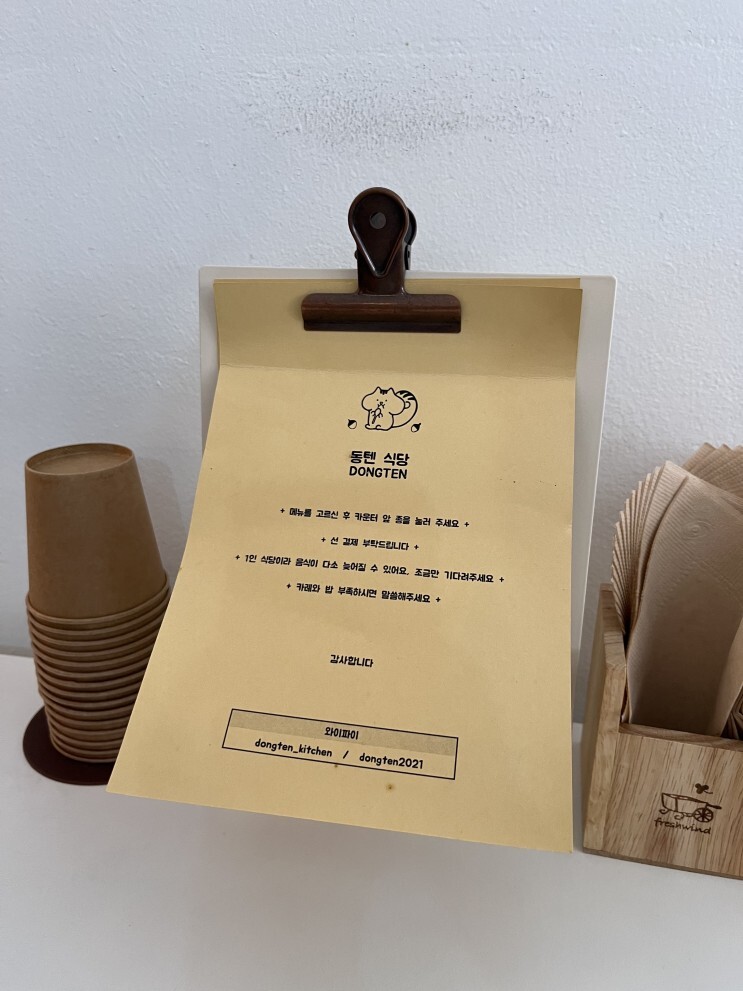 동텐 식당
DONGTEN
+ 메뉴를 고르신 후 카운터 앞 종을 눌러 주세요 +
+ 선 결제 부탁드립니다 +
+ 1인 식당이라 음식이 다소 늦어질 수 있어요, 조금만 기다려주세요 +
+ 카레와 밥 부족하시면 말씀해주세요 +
감사합니다
와이파이
dongten_kitchen / dongten2021
freshwind